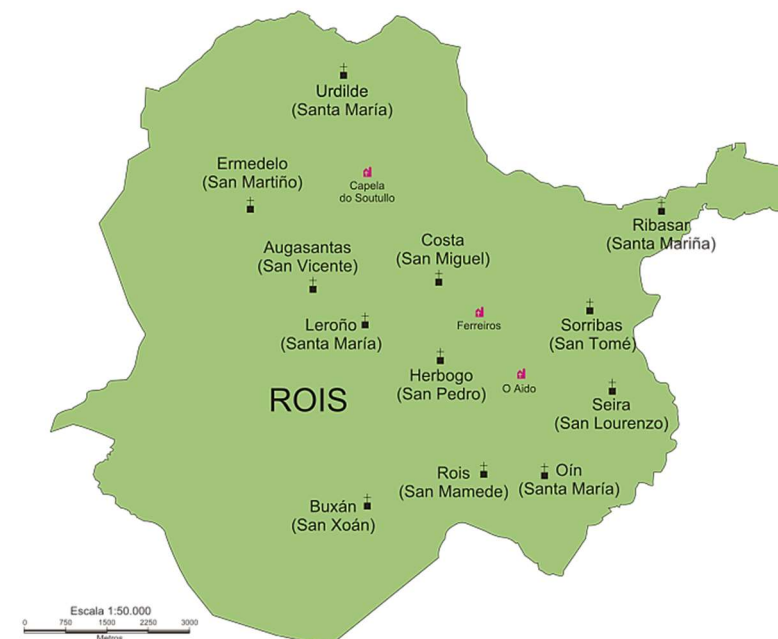 Urdilde
(Santa María)
Ermedelo
(San Martiño)
Capela
do Soutullo
Ribasar
(Santa Mariña)
Augasantas
(San Vicente)
Costa
(San Miguel)
Leroño
(Santa María)
Ferreiros
Sorribas
(San Tomé)
Herbogo
(San Pedro)
O Aido
ROIS
Seira
(San Lourenzo)
Rois
(San Mamede)
Oín
(Santa María)
Buxán
(San Xoán)
Escala 1:50.000
0 750 1500 2250 3000
Metros